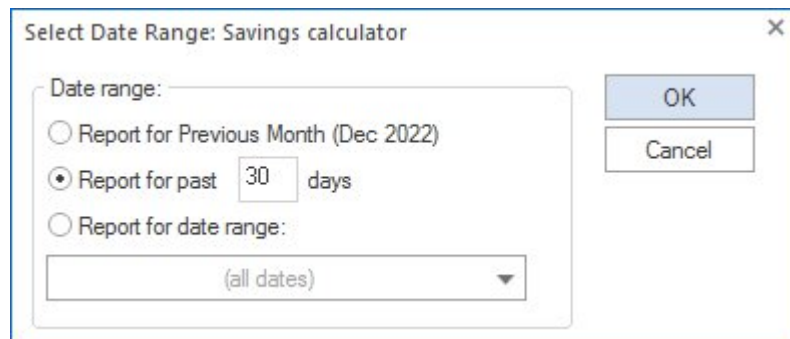 Select Date Range: Savings calculator
Date range:
Report for Previous Month (Dec 2022)
Report for past 30 days
Report for date range:
(all dates)
OK
Cancel